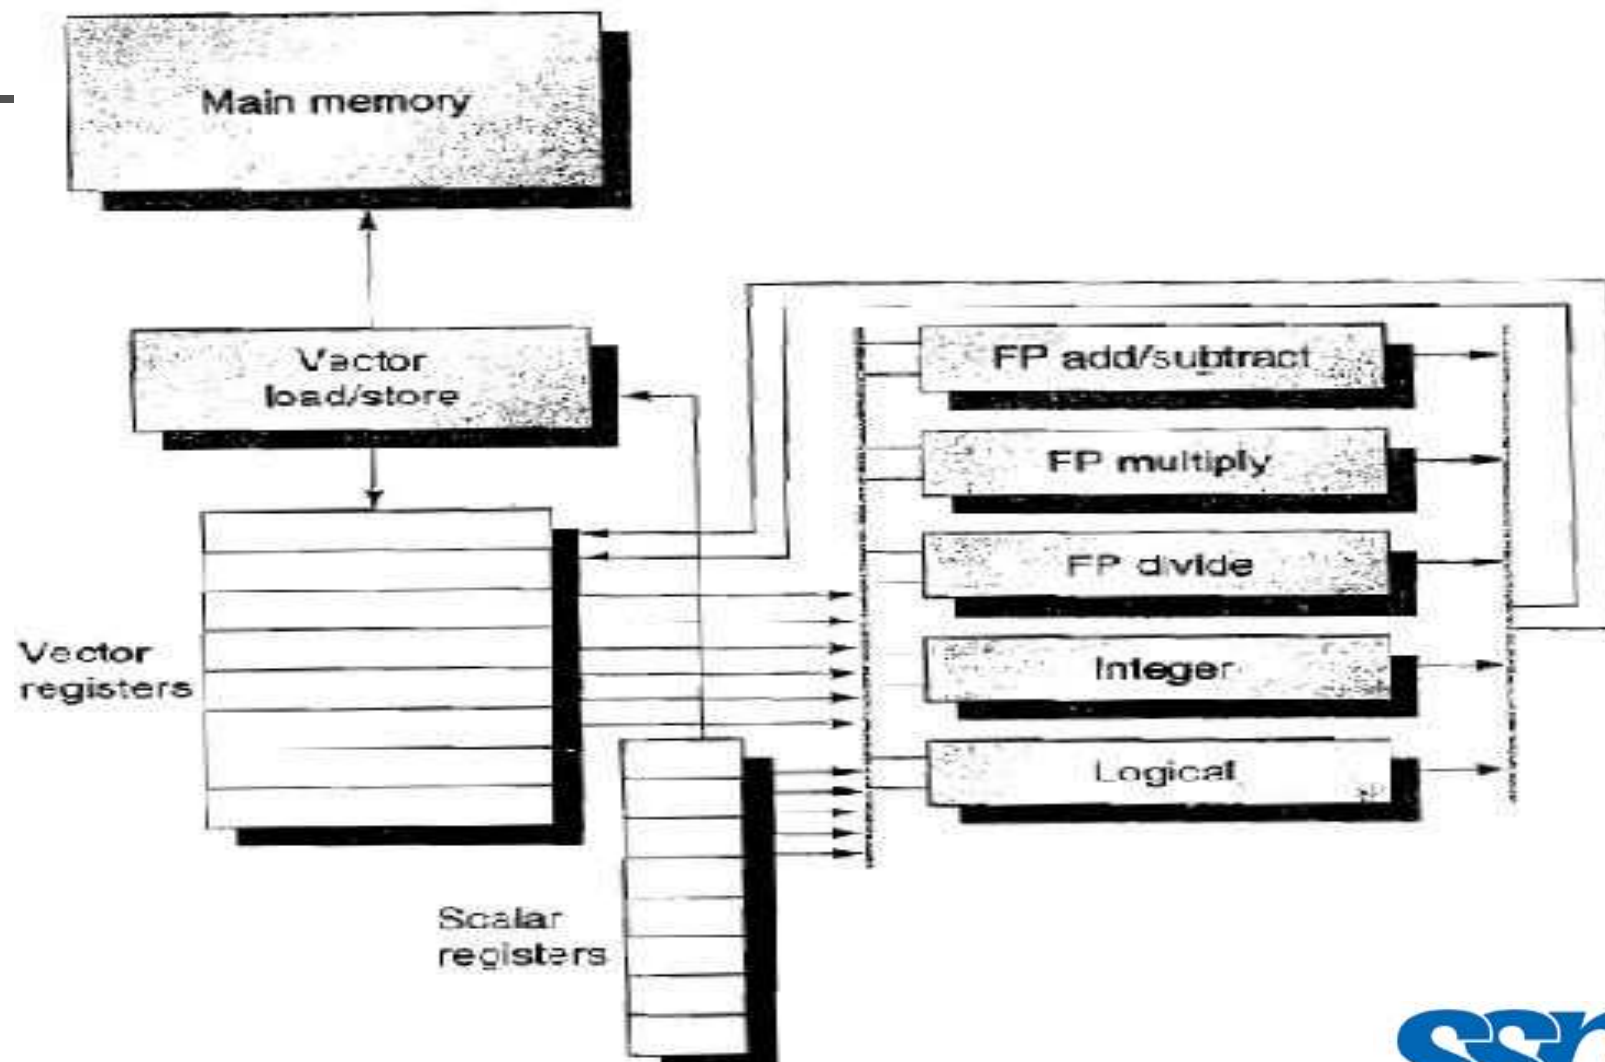 Main memory
Vector
load/store
FP add/subtract
FP multiply
FP divide
Integer
Logical
Vector
registers
Scalar
registers